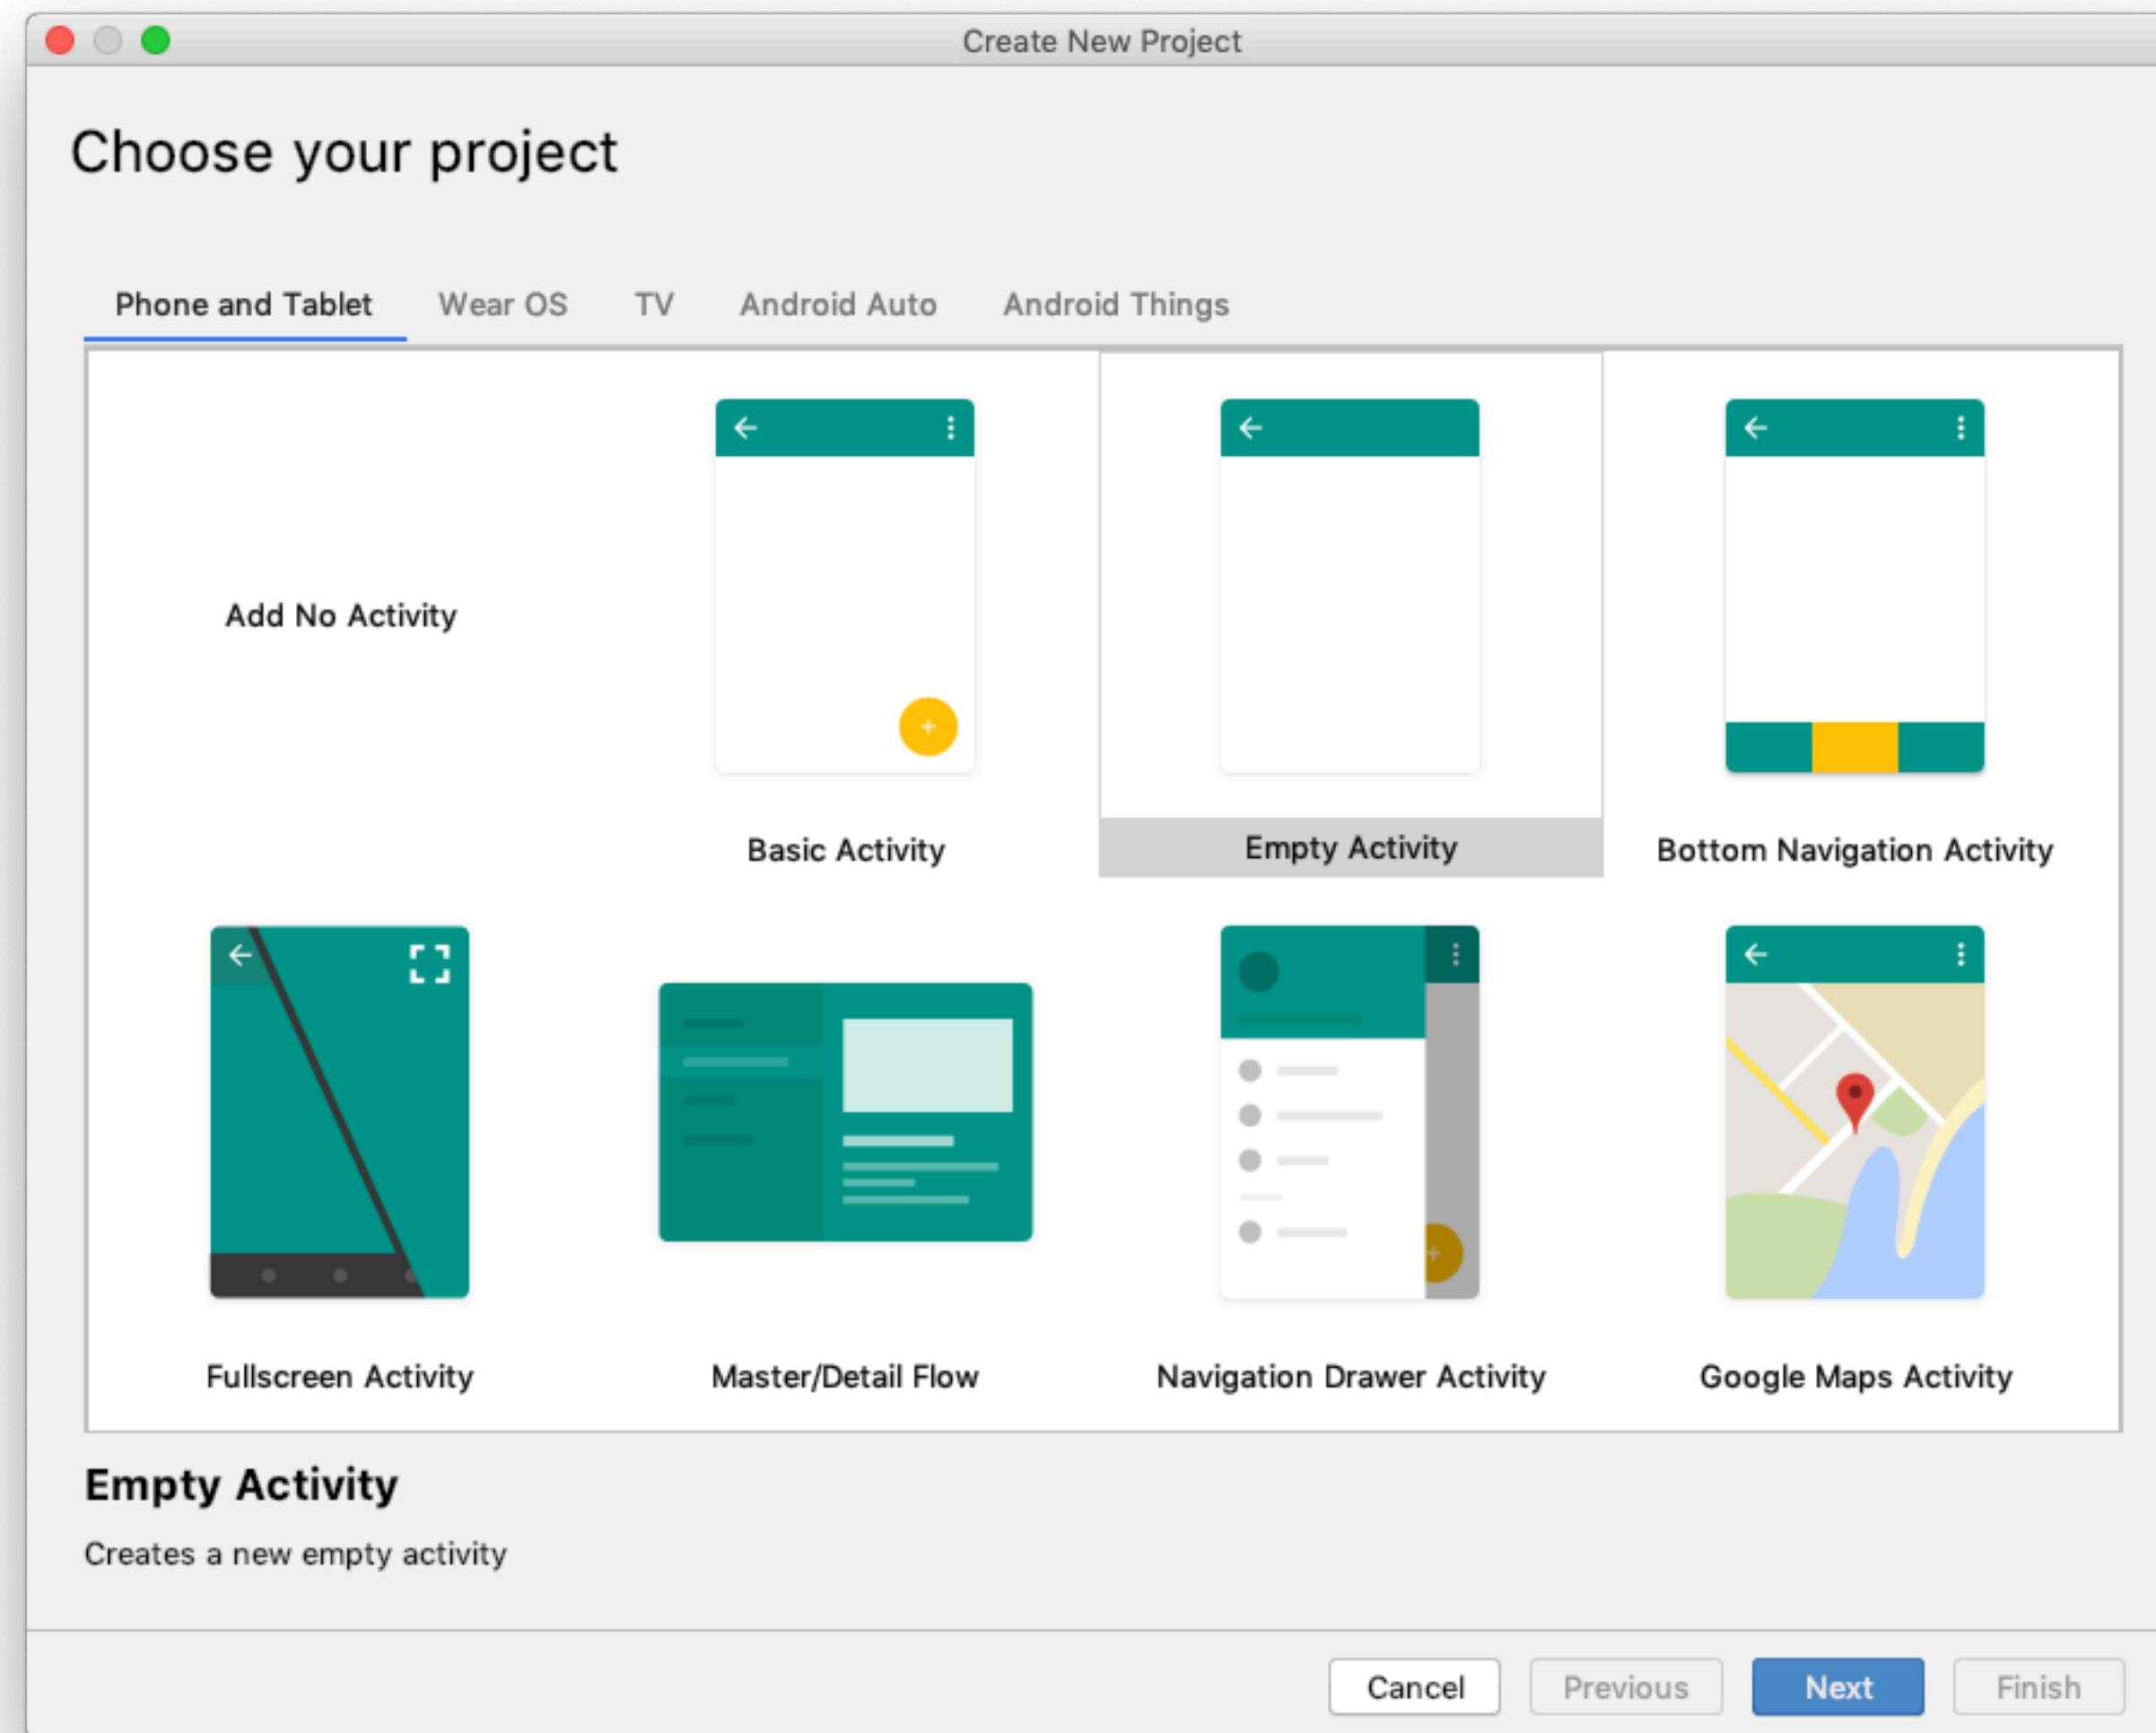 Create New Project
Choose your project
Phone and Tablet Wear OS TV Android Auto Android Things
Add No Activity
Basic Activity
Empty Activity
Bottom Navigation Activity
Fullscreen Activity
Master/Detail Flow
Navigation Drawer Activity
Google Maps Activity
Empty Activity
Creates a new empty activity
Cancel Previous Next Finish